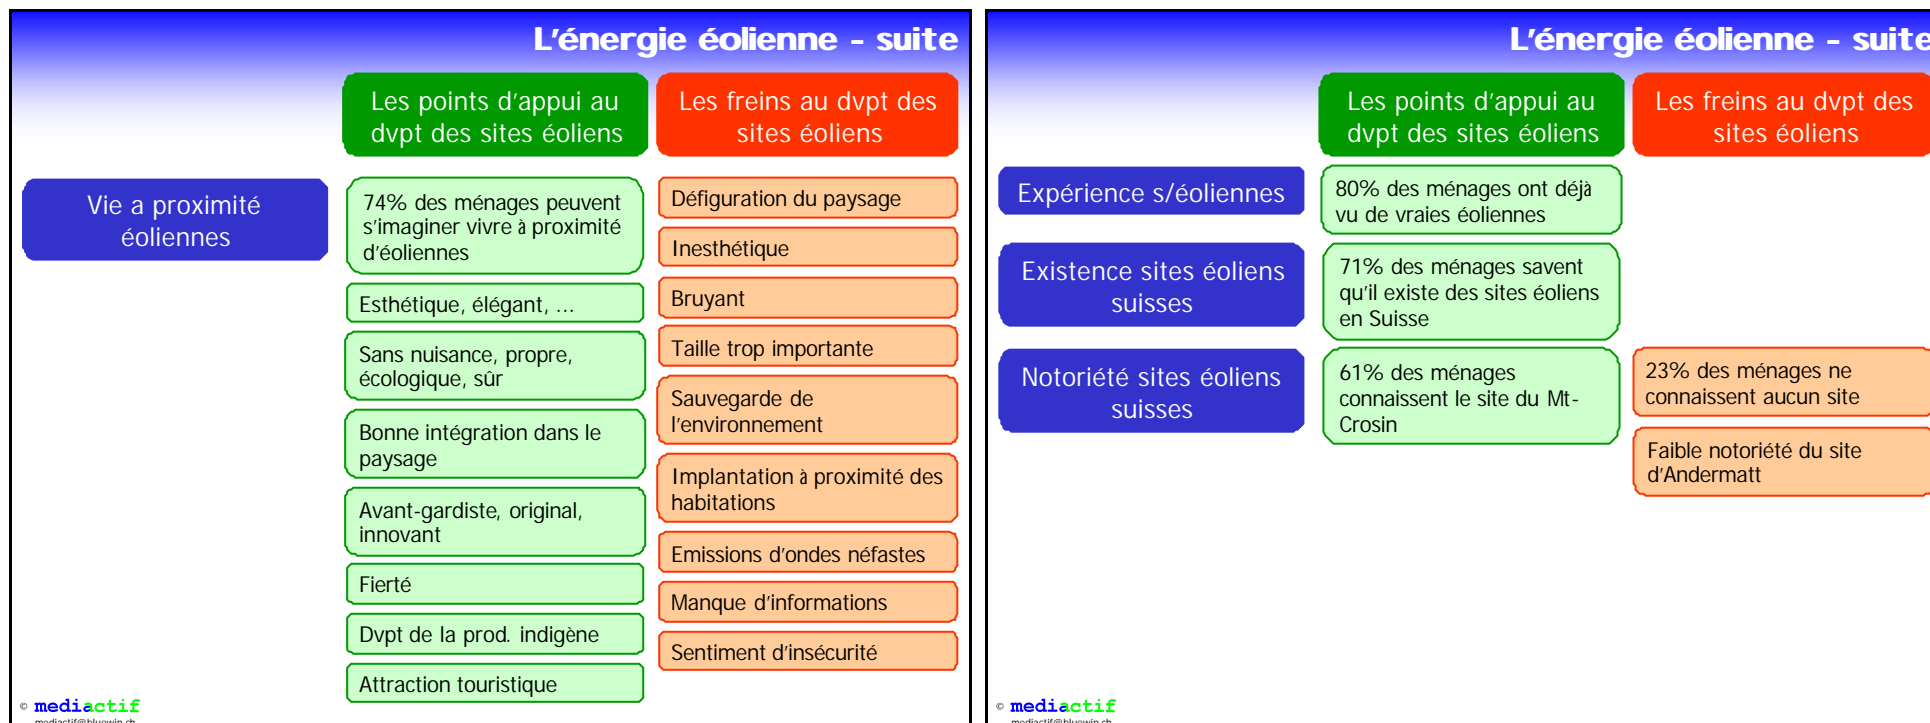 L'énergie éolienne - suite
Les points d'appui au
dvpt des sites éoliens
Les freins au dvpt des
sites éoliens
Vie a proximité
éoliennes
74% des ménages peuvent
s'imaginer vivre à proximité
d'éoliennes
Esthétique, élégant, ...
Sans nuisance, propre,
écologique, sûr
Bonne intégration dans le
paysage
Avant-gardiste, original,
innovant
Fierté
Dvpt de la prod. indigène
Attraction touristique
Défiguration du paysage
Inesthétique
Bruyant
Taille trop importante
Sauvegarde de
l'environnement
Implantation à proximité des
habitations
Emissions d'ondes néfastes
Manque d'informations
Sentiment d'insécurité
© mediactif
mediactif@bluewin.ch
L'énergie éolienne - suite
Les points d'appui au
dvpt des sites éoliens
Les freins au dvpt des
sites éoliens
Expérience s/éoliennes
80% des ménages ont déjà
vu de vraies éoliennes
Existence sites éoliens
suisses
71% des ménages savent
qu'il existe des sites éoliens
en Suisse
Notoriété sites éoliens
suisses
61% des ménages
connaissent le site du Mt-
Crosin
23% des ménages ne
connaissent aucun site
Faible notoriété du site
d'Andermatt
© mediactif
mediactif@bluewin.ch